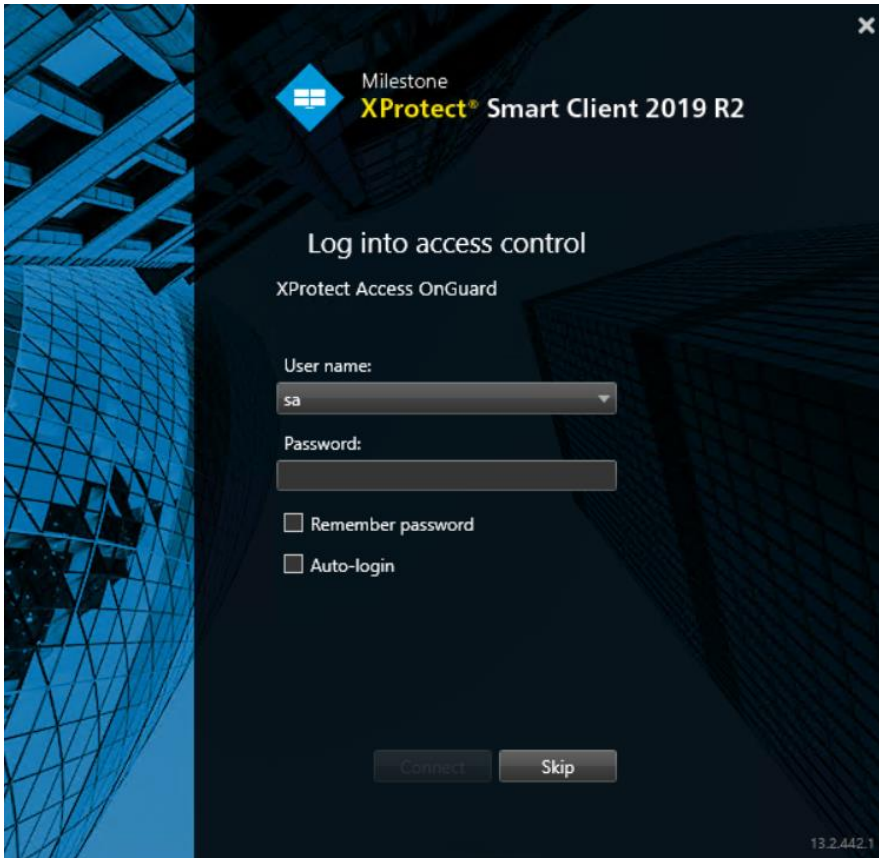 Milestone
XProtect® Smart Client 2019 R2
Log into access control
XProtect Access OnGuard
User name:
sa
Password:
Remember password
Auto-login
Connect
Skip
13.2.442.1